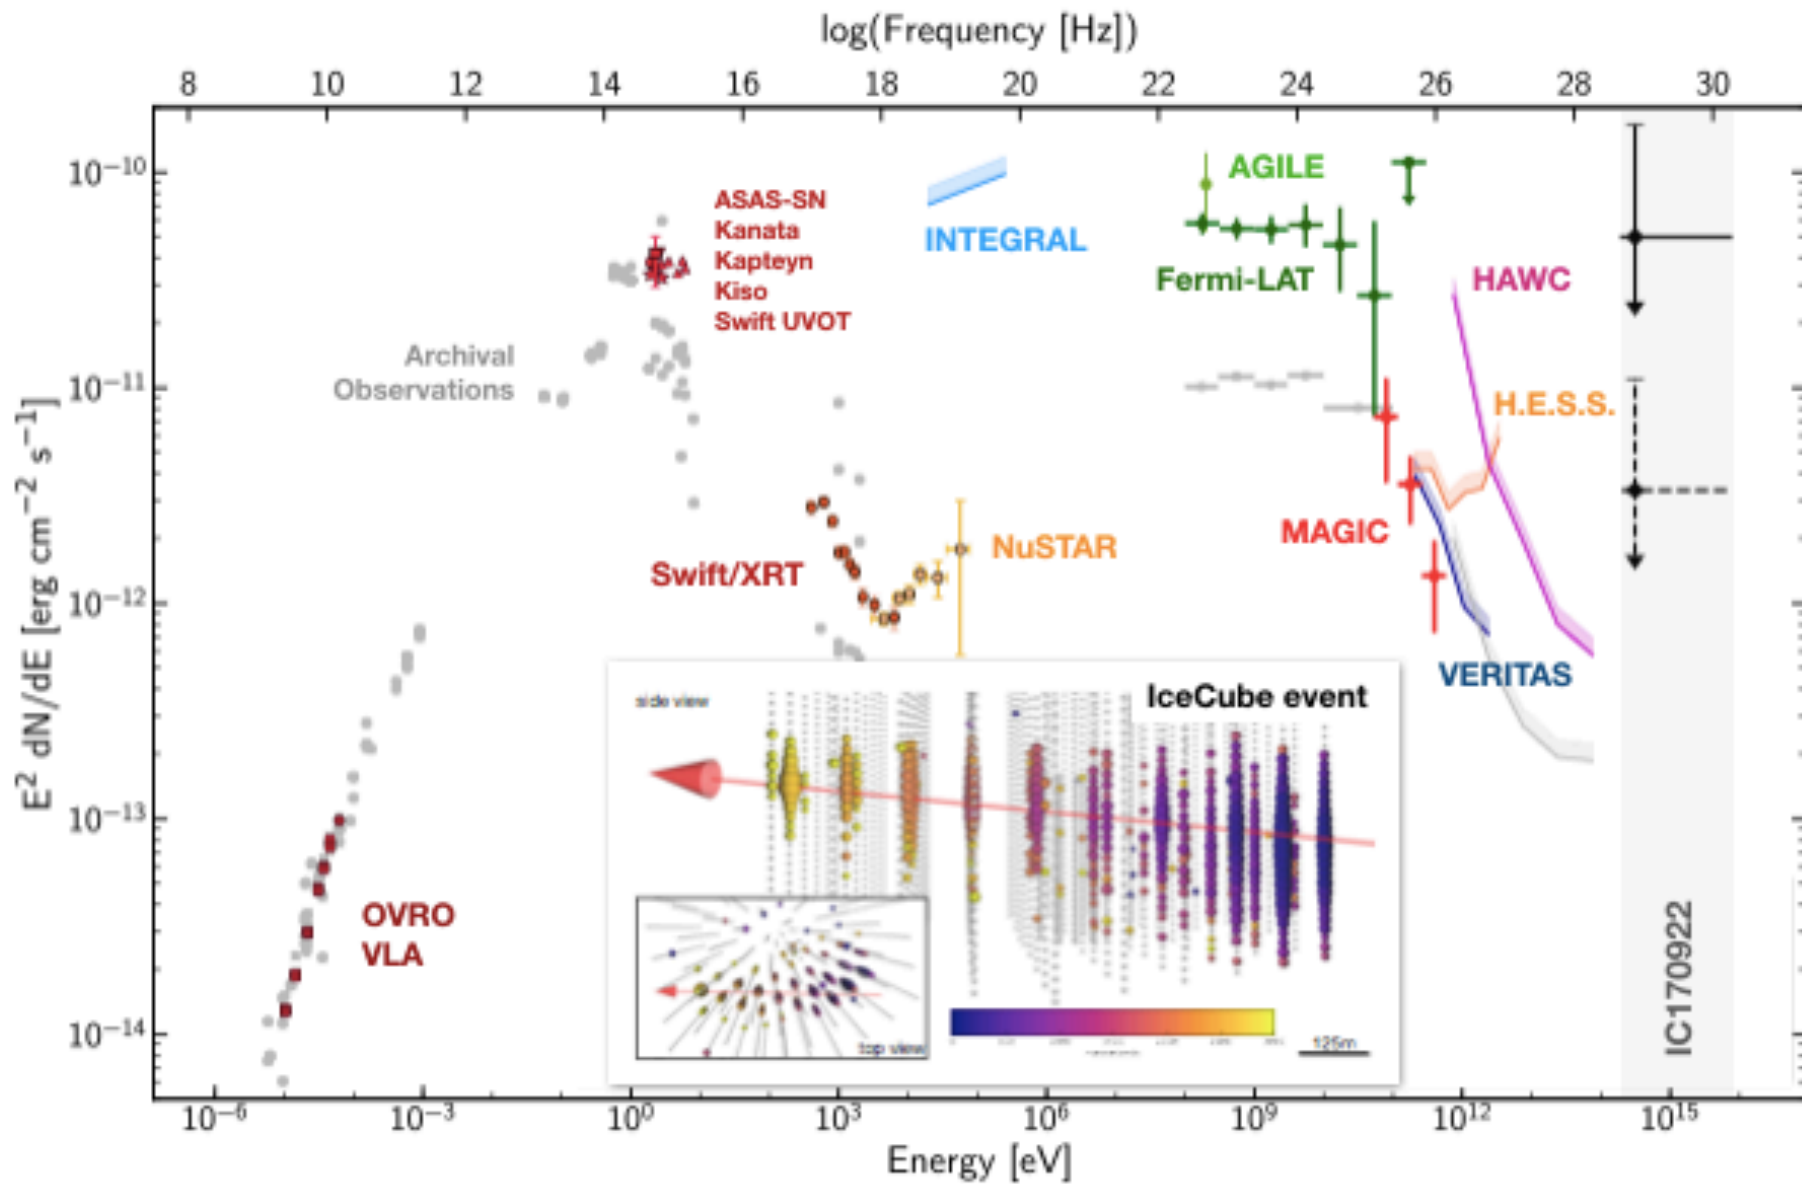 log(Frequency [Hz])
8 10 12 14 16 18 20 22 24 26 28 30
E² dN/dE [erg cm⁻² s⁻¹]
10⁻¹⁰
10⁻¹¹
10⁻¹²
10⁻¹³
10⁻¹⁴
ASAS-SN
Kanata
Kapteyn
Kiso
Swift UVOT
INTEGRAL
AGILE
Fermi-LAT
HAWC
Archival
Observations
H.E.S.S.
MAGIC
NuSTAR
Swift/XRT
VERITAS
IceCube event
side view
top view
125m
OVRO
VLA
IC170922
10⁻⁶ 10⁻³ 10⁰ 10³ 10⁶ 10⁹ 10¹² 10¹⁵
Energy [eV]